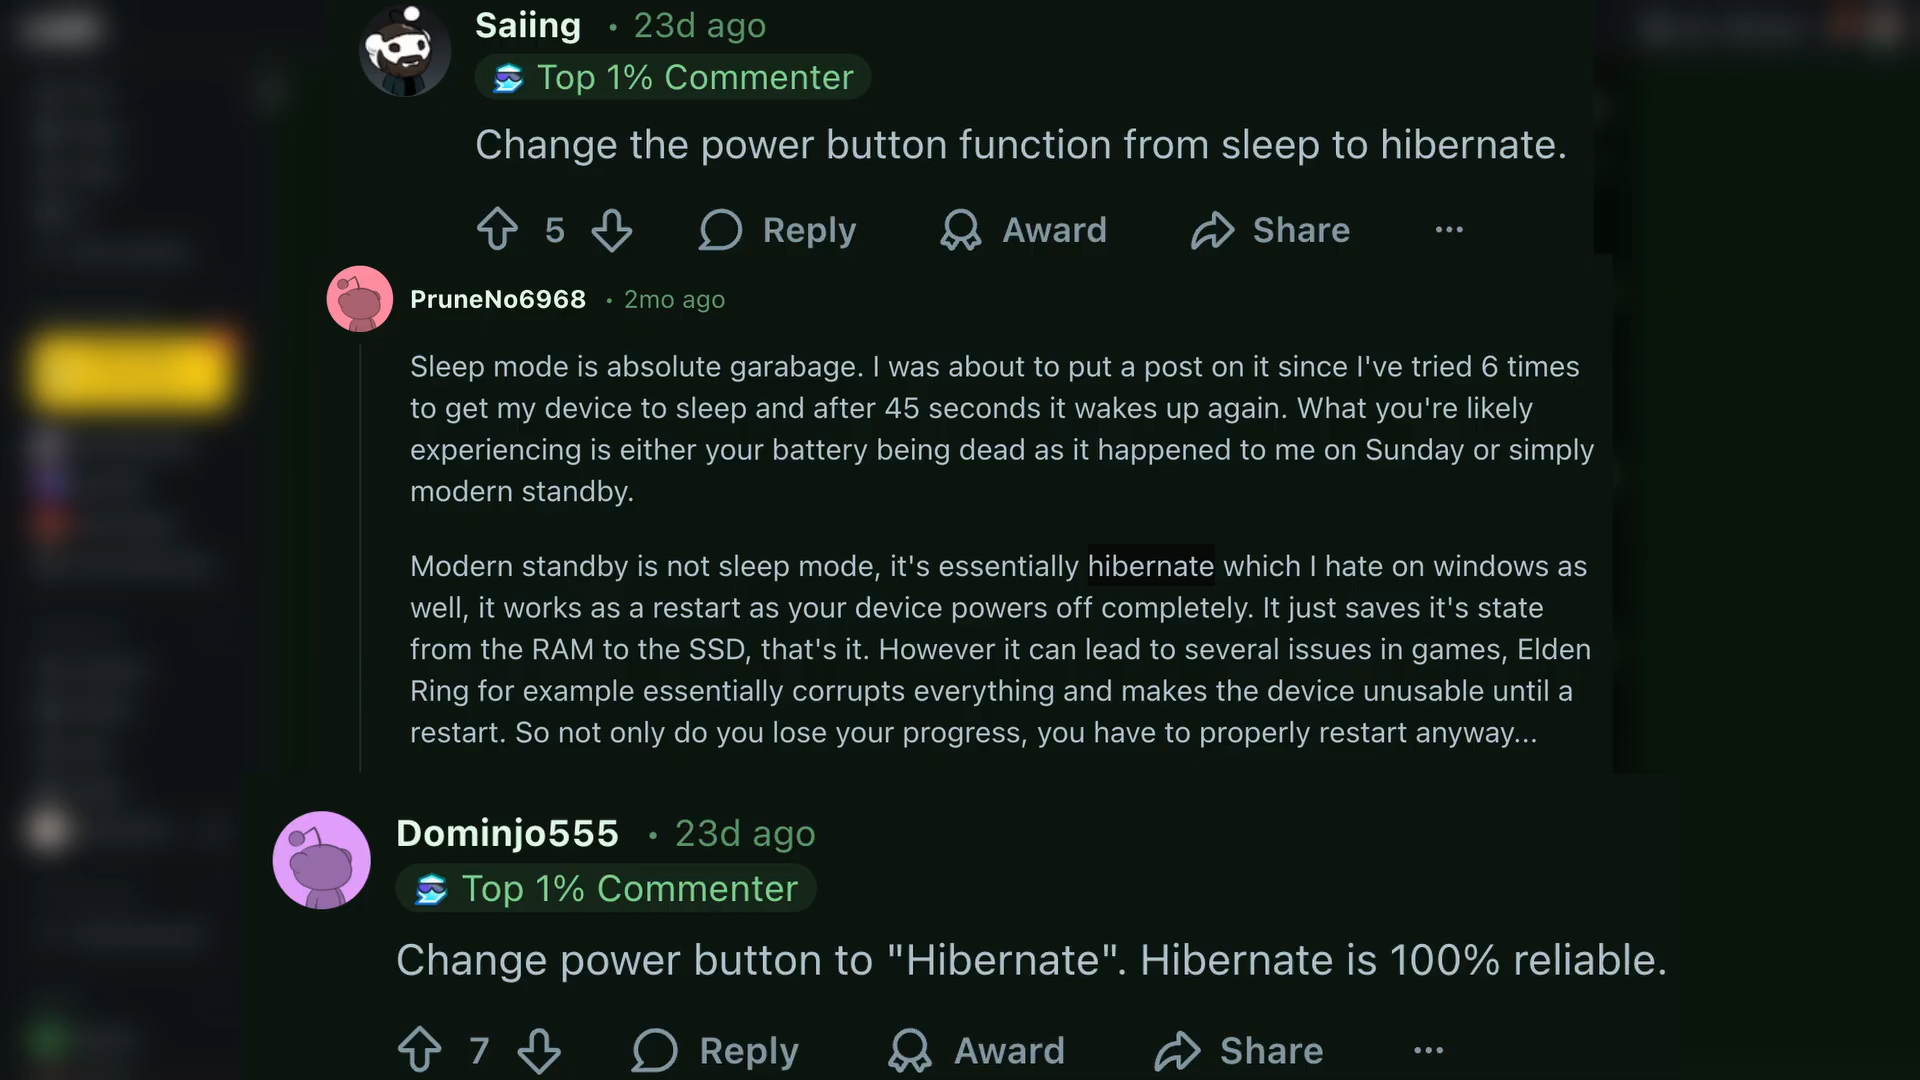 Saiing • 23d ago
Top 1% Commenter
Change the power button function from sleep to hibernate.
5 Reply Award Share ...
PruneNo6968 • 2mo ago
Sleep mode is absolute garabage. I was about to put a post on it since I've tried 6 times
to get my device to sleep and after 45 seconds it wakes up again. What you're likely
experiencing is either your battery being dead as it happened to me on Sunday or simply
modern standby.
Modern standby is not sleep mode, it's essentially hibernate which I hate on windows as
well, it works as a restart as your device powers off completely. It just saves it's state
from the RAM to the SSD, that's it. However it can lead to several issues in games, Elden
Ring for example essentially corrupts everything and makes the device unusable until a
restart. So not only do you lose your progress, you have to properly restart anyway...
Dominjo555 • 23d ago
Top 1% Commenter
Change power button to "Hibernate". Hibernate is 100% reliable.
7 Reply Award Share ...